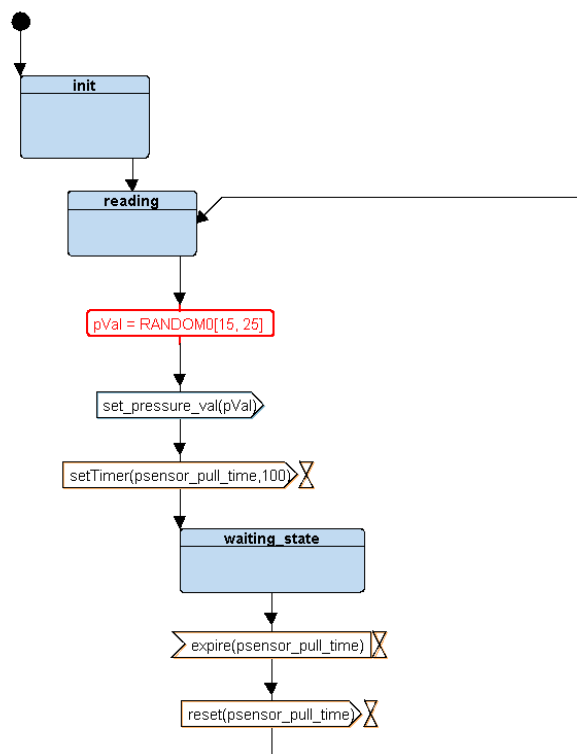 init
reading
pVal = RANDOM0[15, 25]
set_pressure_val(pVal)
setTimer(psensor_pull_time,100)
waiting_state
expire(psensor_pull_time)
reset(psensor_pull_time)